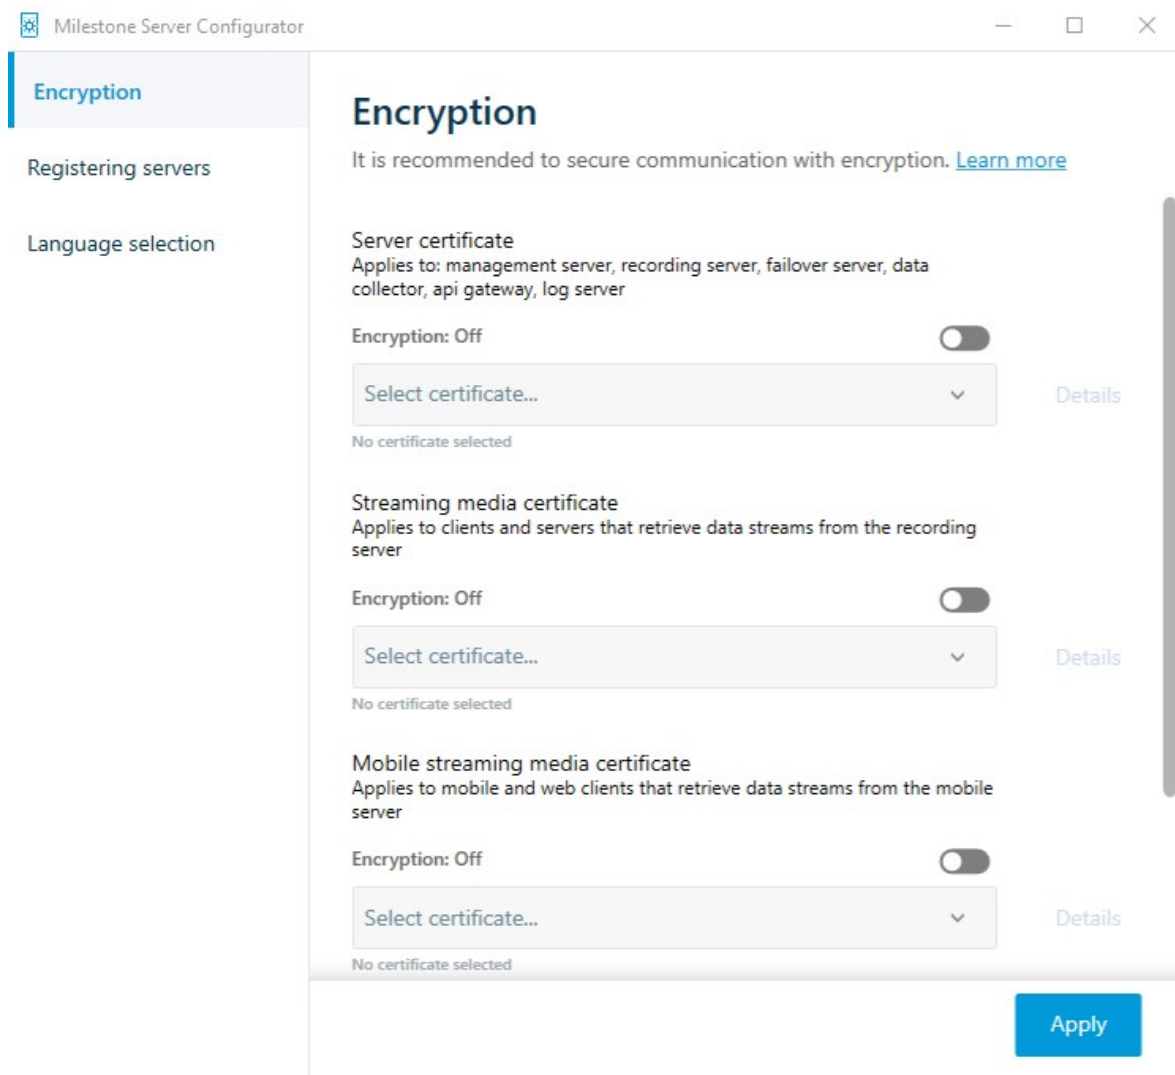 Milestone Server Configurator
Encryption
Registering servers
Language selection
Encryption
It is recommended to secure communication with encryption. Learn more
Server certificate
Applies to: management server, recording server, failover server, data
collector, api gateway, log server
Encryption: Off
Select certificate...
Details
No certificate selected
Streaming media certificate
Applies to clients and servers that retrieve data streams from the recording
server
Encryption: Off
Select certificate...
Details
No certificate selected
Mobile streaming media certificate
Applies to mobile and web clients that retrieve data streams from the mobile
server
Encryption: Off
Select certificate...
Details
No certificate selected
Apply